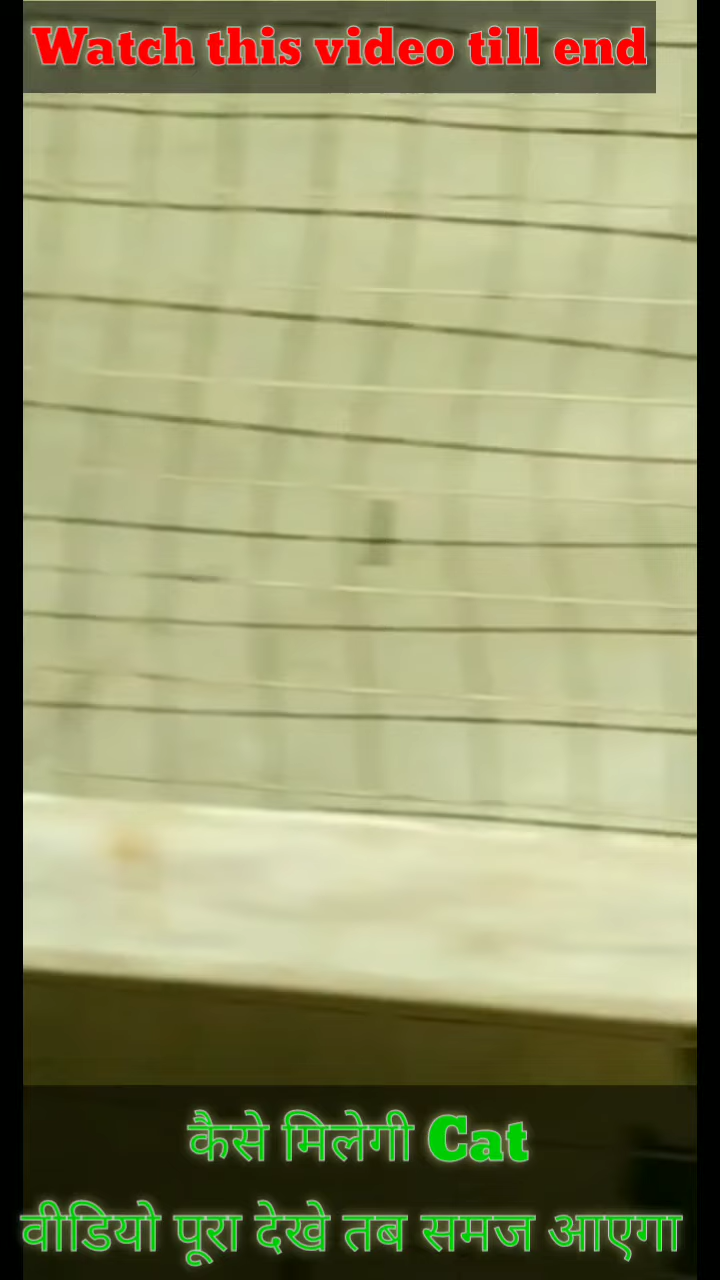 Watch this video till end
कैसे मिलेगी Cat
वीडियो पूरा देखे तब समज आएगा